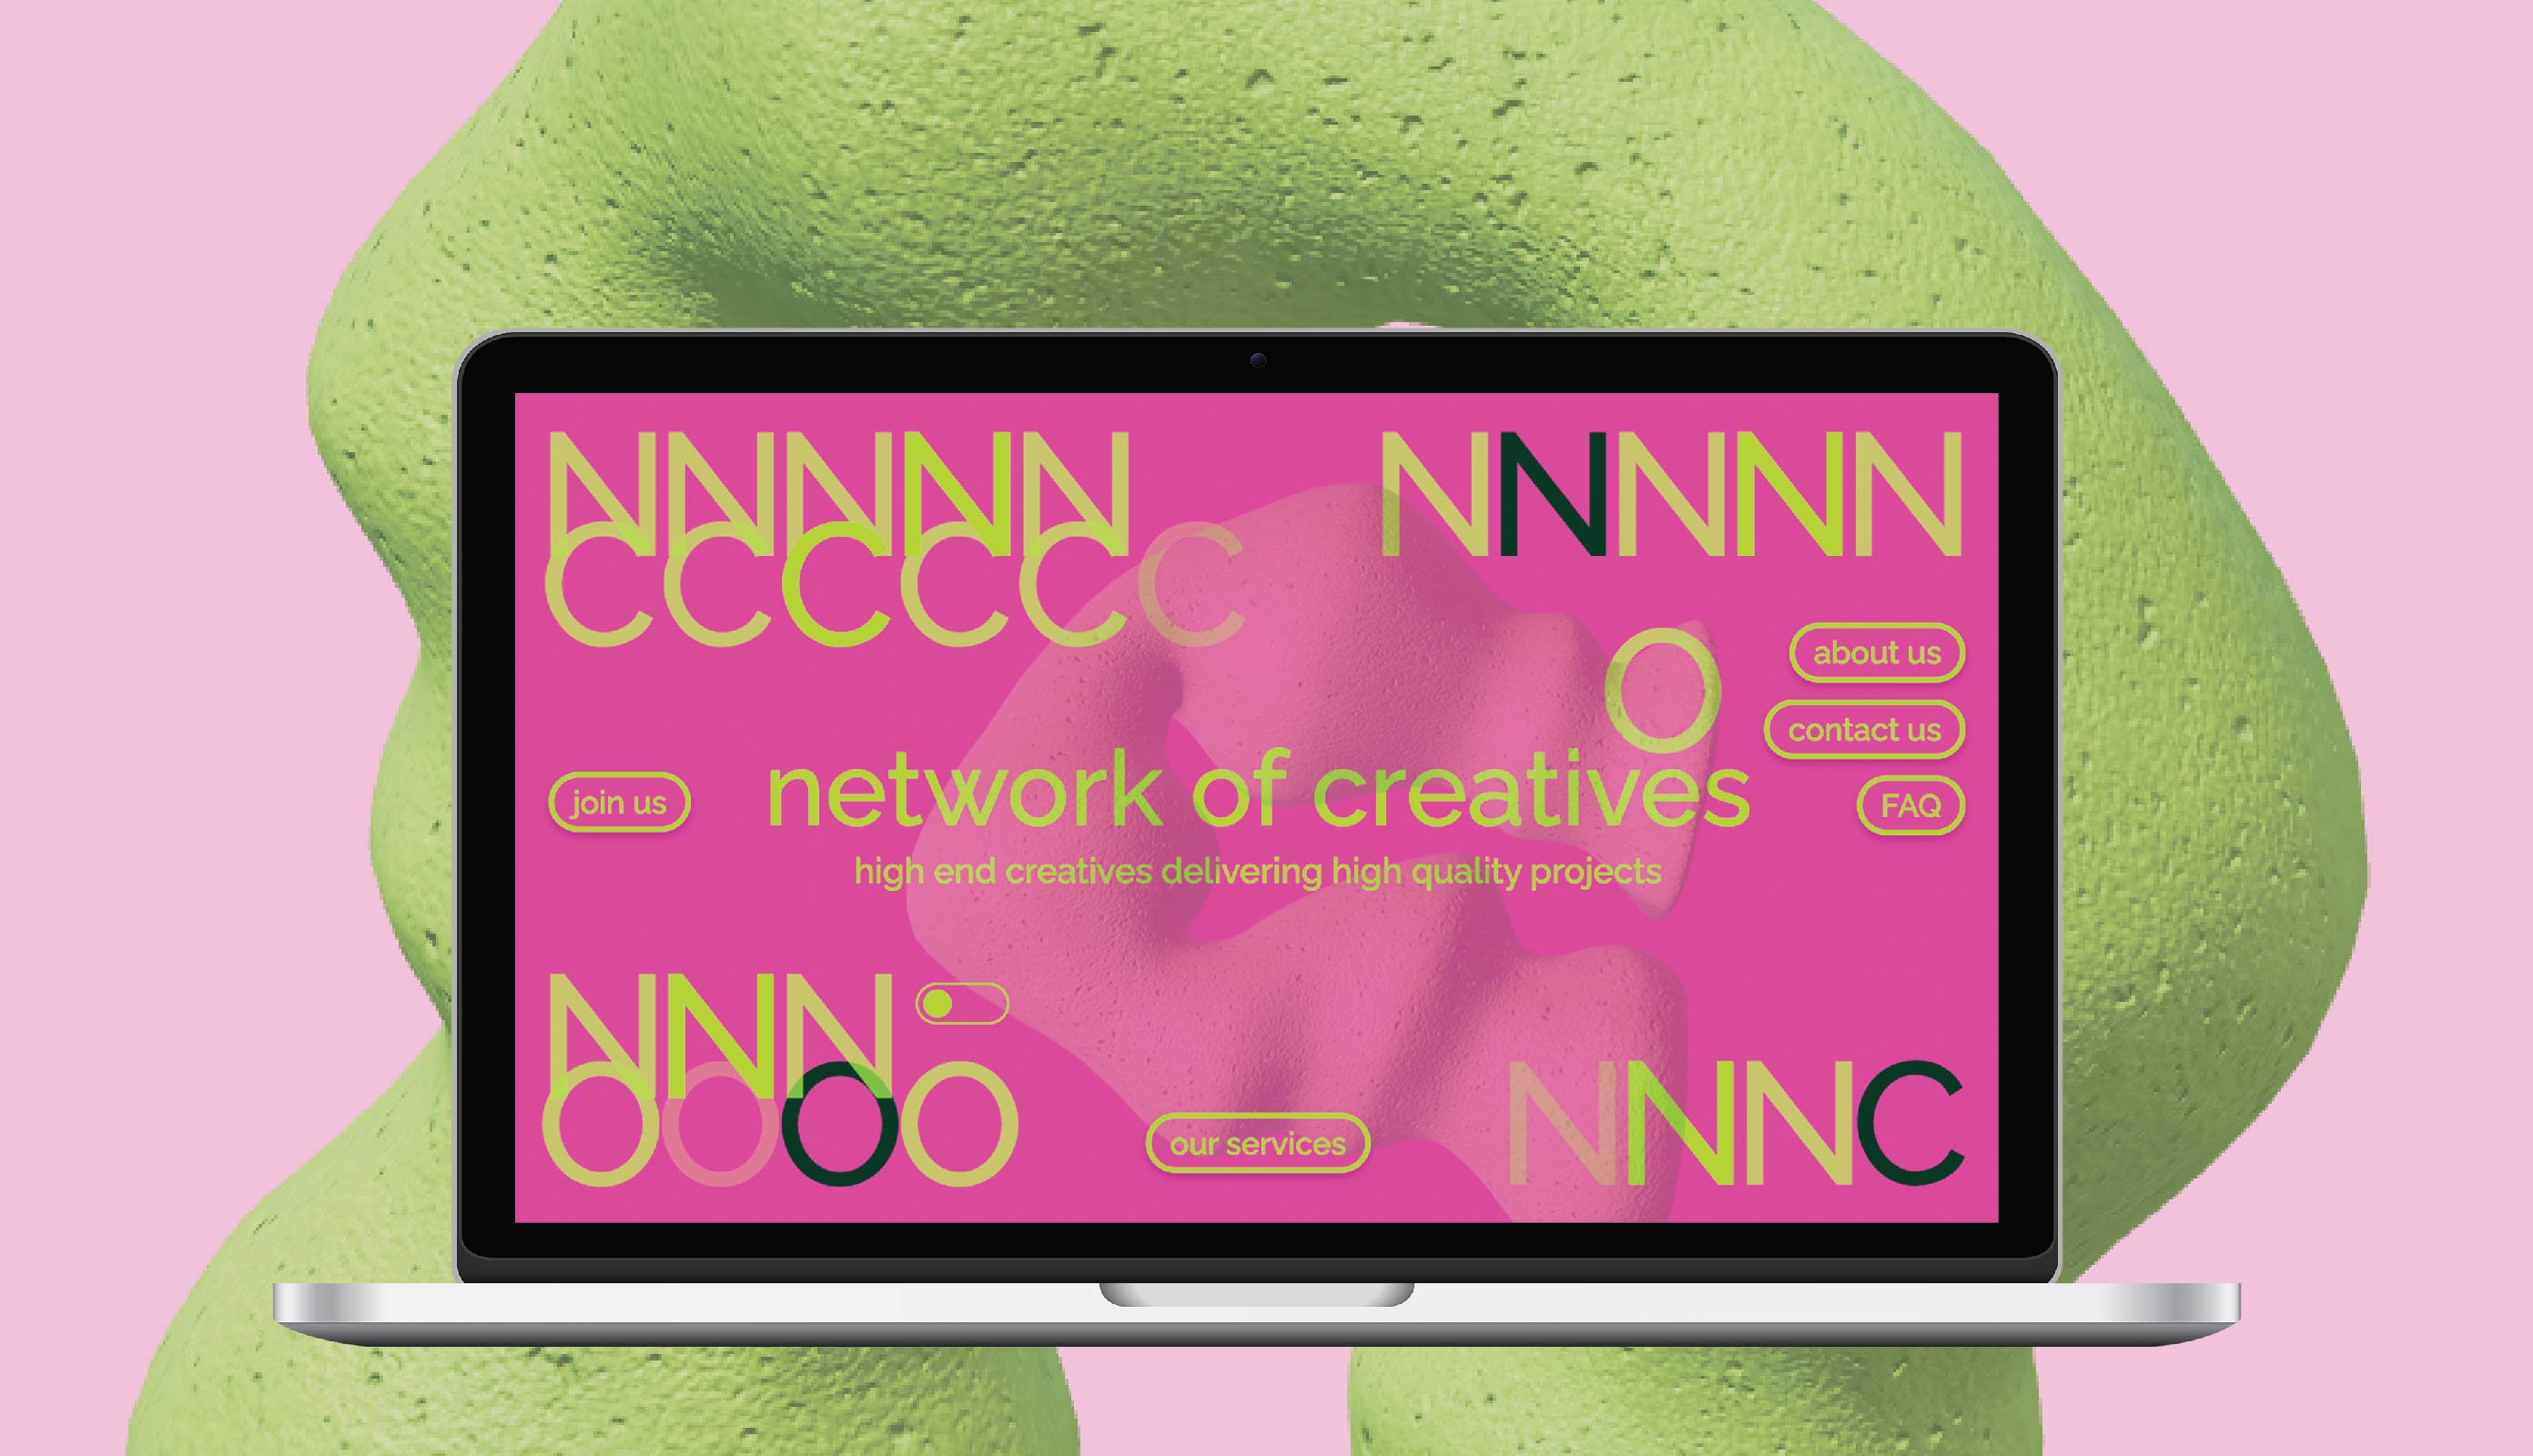 NNNNN
CCCCCC
NNNNN
O
about us
contact us
FAQ
join us
network of creatives
high end creatives delivering high quality projects
NNN
OOOO
our services
NNNC